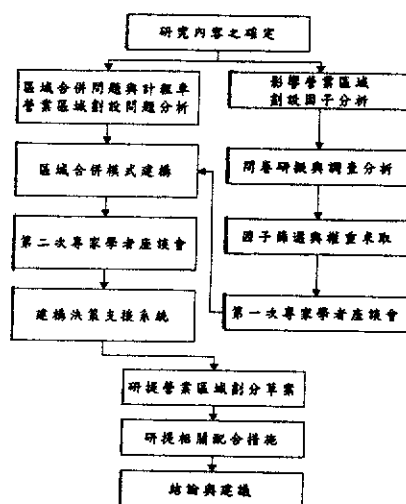 研究內容之確定
區域合併問題與計程車
營業區域劃設問題分析
影響營業區域
劃設因子分析
區域合併模式建構
問卷研擬與調查分析
第二次專家學者座談會
因子篩選與權重求取
建構決策支援系統
第一次專家學者座談會
研提營業區域劃分草案
研提相關配合措施
結論與建議